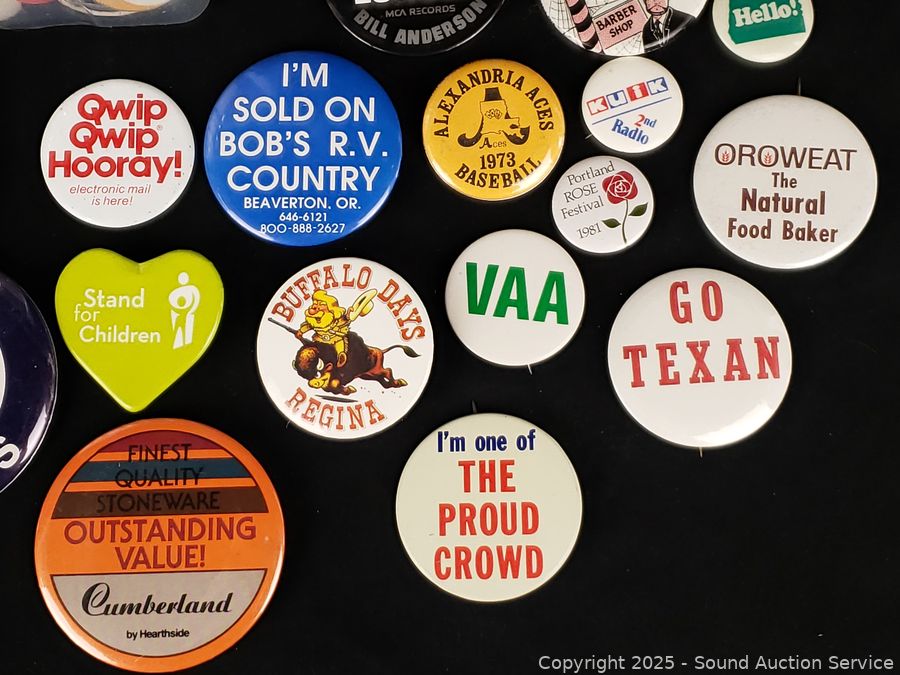 MCA RECORDS
BILL ANDERSON
BARBER
SHOP
Hello!
Qwip
Qwip®
Hooray!
electronic mail
is here!
I'M
SOLD ON
BOB'S R.V.
COUNTRY
BEAVERTON, OR.
646-6121
800-888-2627
ALEXANDRIA ACES
Aces
1973
BASEBALL
KUIK
2nd
Radio
Portland
ROSE
Festival
1981
OROWEAT
The
Natural
Food Baker
Stand
for
Children
BUFFALO DAYS
REGINA
VAA
GO
TEXAN
S
FINEST
QUALITY
STONEWARE
OUTSTANDING
VALUE!
Cumberland
by Hearthside
I'm one of
THE
PROUD
CROWD
Copyright 2025 - Sound Auction Service